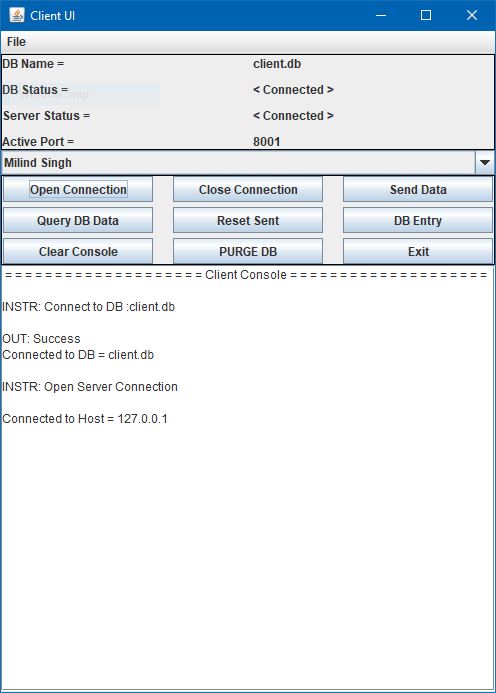 Client UI
File
DB Name = client.db
DB Status = < Connected >
Server Status = < Connected >
Active Port = 8001
Milind Singh
Open Connection Close Connection Send Data
Query DB Data Reset Sent DB Entry
Clear Console PURGE DB Exit
= = = = = = = = = = = = = = = = = = = = Client Console = = = = = = = = = = = = = = = = = = = =
INSTR: Connect to DB :client.db
OUT: Success
Connected to DB = client.db
INSTR: Open Server Connection
Connected to Host = 127.0.0.1